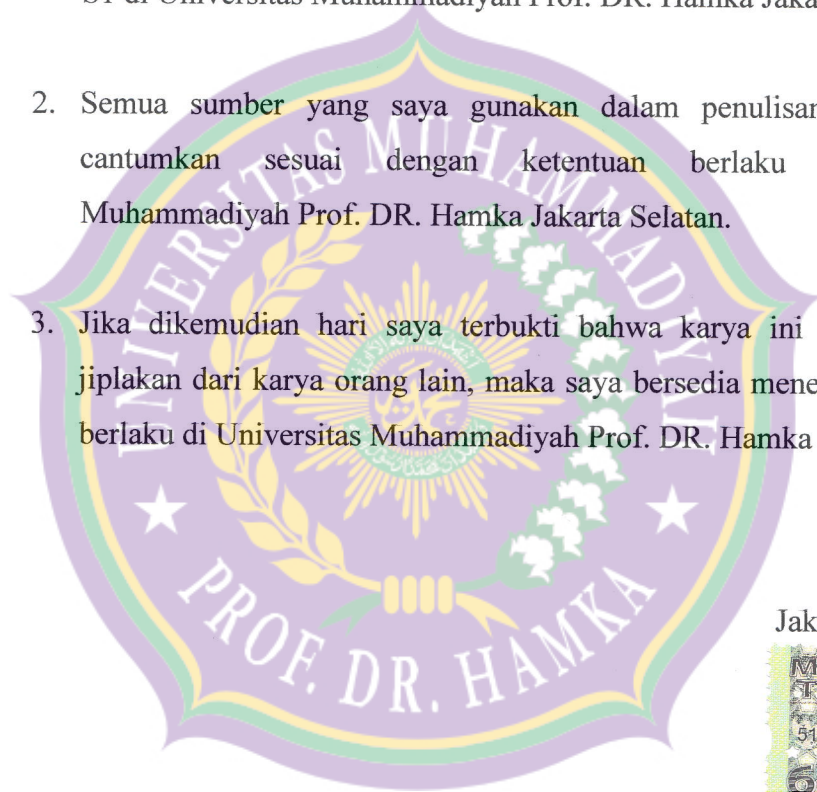 S1 di Universitas Muhammadiyah Prof. DR. Hamka Jaka
2. Semua sumber yang saya gunakan dalam penulisan
cantumkan sesuai dengan ketentuan berlaku
Muhammadiyah Prof. DR. Hamka Jakarta Selatan.
3. Jika dikemudian hari saya terbukti bahwa karya ini
jiplakan dari karya orang lain, maka saya bersedia mene
berlaku di Universitas Muhammadiyah Prof. DR. Hamka
UNIVERSITAS MUHAMMADIYAH
PROF. DR. HAMKA
Jak
M
T
51
6